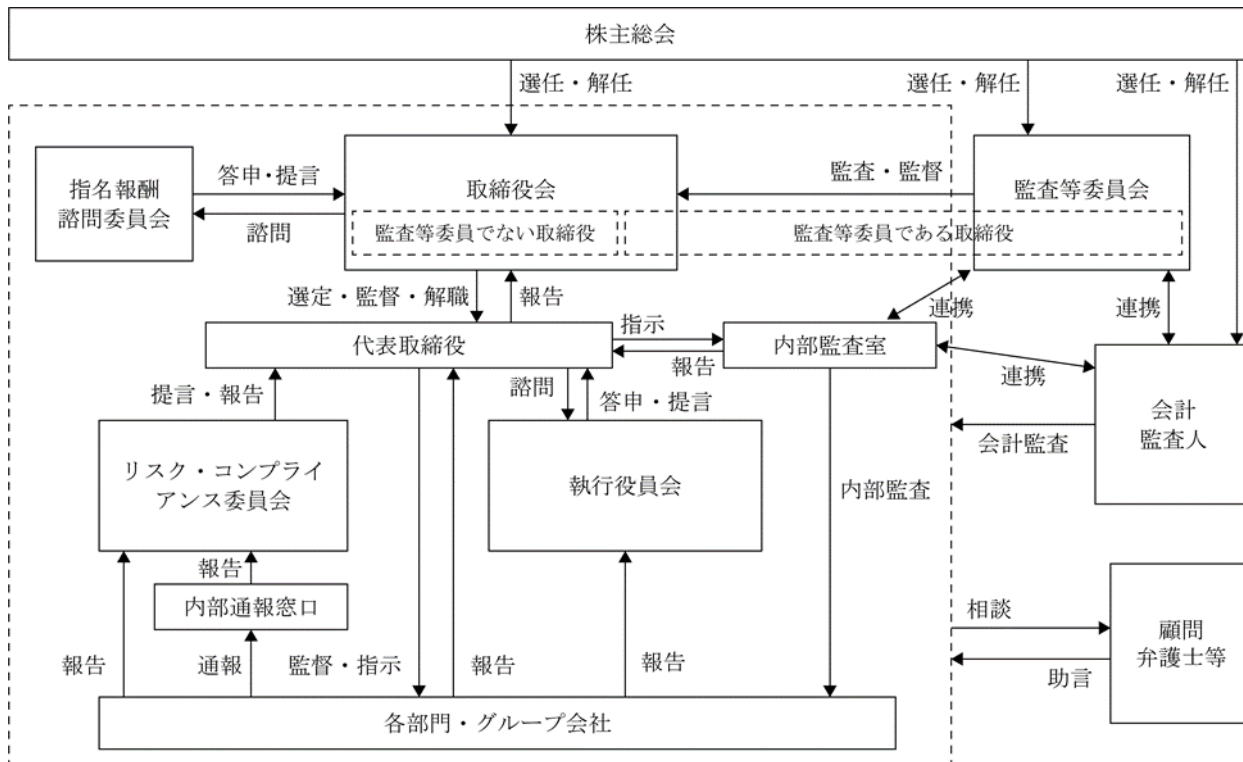 株主総会
選任・解任
選任・解任
選任・解任
指名報酬
諮問委員会
答申・提言
諮問
取締役会
監査等委員でない取締役
監査等委員である取締役
監査・監督
監査等委員会
選定・監督・解職
報告
連携
連携
代表取締役
指示
報告
内部監査室
連携
提言・報告
諮問
答申・提言
会計
監査人
会計監査
リスク・コンプライ
アンス委員会
執行役員会
内部監査
報告
内部通報窓口
相談
顧問
弁護士等
助言
報告
通報
監督・指示
報告
報告
各部門・グループ会社